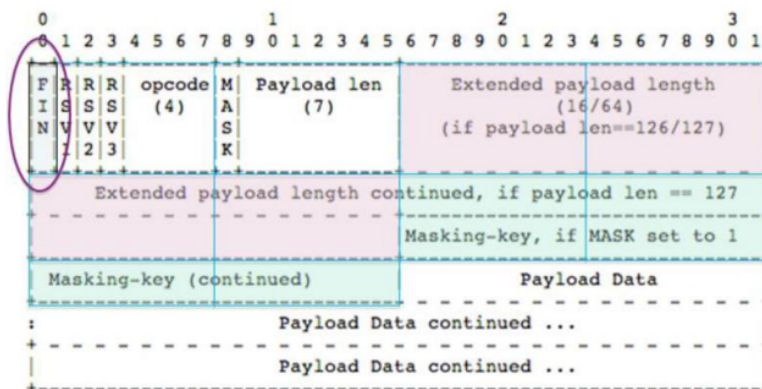 0 1 2 3
0 1 2 3 4 5 6 7 8 9 0 1 2 3 4 5 6 7 8 9 0 1 2 3 4 5 6 7 8 9 0 1
F R R R opcode M Payload len Extended payload length
I S S S (4) A (7) (16/64)
N V V V S (if payload len==126/127)
1 2 3 K
Extended payload length continued, if payload len == 127
Masking-key, if MASK set to 1
Masking-key (continued) Payload Data
: Payload Data continued ...
Payload Data continued ...